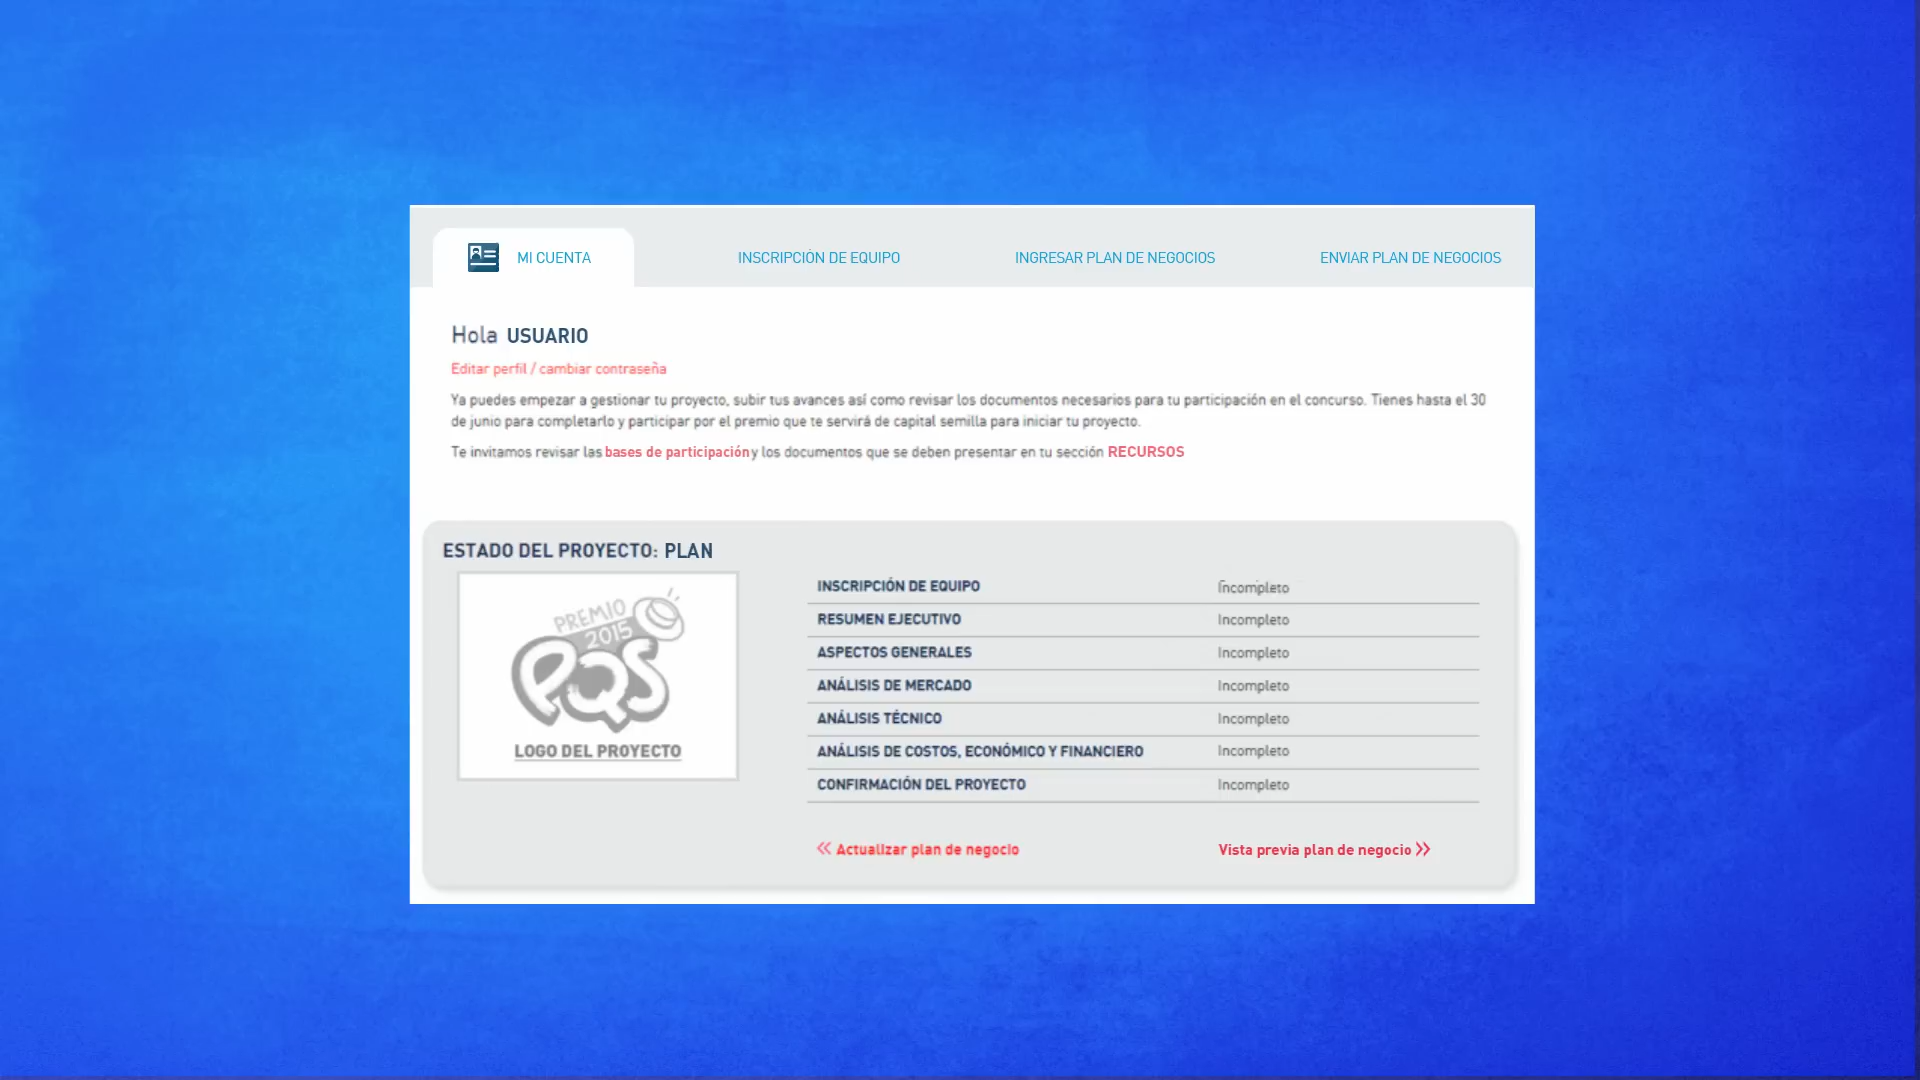 MI CUENTA INSCRIPCIÓN DE EQUIPO INGRESAR PLAN DE NEGOCIOS ENVIAR PLAN DE NEGOCIOS
Hola USUARIO
Editar perfil / cambiar contraseña
Ya puedes empezar a gestionar tu proyecto, subir tus avances así como revisar los documentos necesarios para tu participación en el concurso. Tienes hasta el 30
de junio para completarlo y participar por el premio que te servirá de capital semilla para iniciar tu proyecto.
Te invitamos revisar las bases de participación y los documentos que se deben presentar en tu sección RECURSOS
ESTADO DEL PROYECTO: PLAN
PREMIO
2015
PQS
LOGO DEL PROYECTO
INSCRIPCIÓN DE EQUIPO Incompleto
RESUMEN EJECUTIVO Incompleto
ASPECTOS GENERALES Incompleto
ANÁLISIS DE MERCADO Incompleto
ANÁLISIS TÉCNICO Incompleto
ANÁLISIS DE COSTOS, ECONÓMICO Y FINANCIERO Incompleto
CONFIRMACIÓN DEL PROYECTO Incompleto
« Actualizar plan de negocio Vista previa plan de negocio »